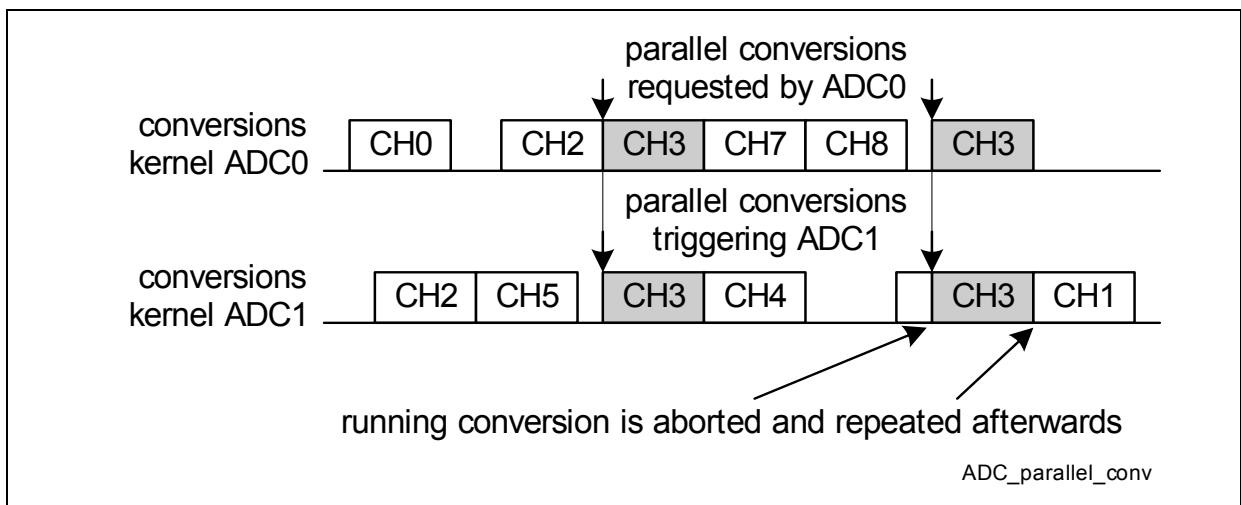 parallel conversions
requested by ADC0
conversions
kernel ADC0
CH0 CH2 CH3 CH7 CH8 CH3
parallel conversions
triggering ADC1
conversions
kernel ADC1
CH2 CH5 CH3 CH4 CH3 CH1
running conversion is aborted and repeated afterwards
ADC_parallel_conv